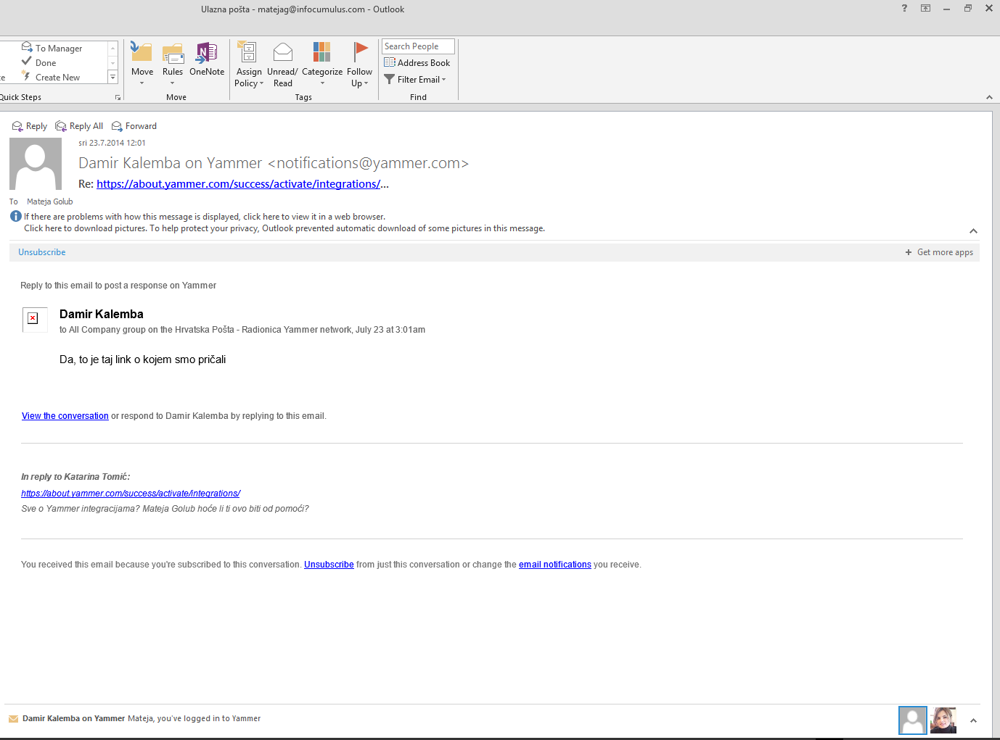 Ulazna pošta - matejag@infocumulus.com - Outlook
?
To Manager
Done
Create New
Quick Steps
Move
Rules
OneNote
Move
Assign Policy
Unread/ Read
Categorize
Follow Up
Tags
Search People
Address Book
Filter Email
Find
Reply
Reply All
Forward
sri 23.7.2014 12:01
Damir Kalemba on Yammer <notifications@yammer.com>
Re: https://about.yammer.com/success/activate/integrations/...
To Mateja Golub
If there are problems with how this message is displayed, click here to view it in a web browser.
Click here to download pictures. To help protect your privacy, Outlook prevented automatic download of some pictures in this message.
Unsubscribe
+ Get more apps
Reply to this email to post a response on Yammer
Damir Kalemba
to All Company group on the Hrvatska Pošta - Radionica Yammer network, July 23 at 3:01am
Da, to je taj link o kojem smo pričali
View the conversation or respond to Damir Kalemba by replying to this email.
In reply to Katarina Tomić:
https://about.yammer.com/success/activate/integrations/
Sve o Yammer integracijama? Mateja Golub hoće li ti ovo biti od pomoći?
You received this email because you're subscribed to this conversation. Unsubscribe from just this conversation or change the email notifications you receive.
Damir Kalemba on Yammer Mateja, you've logged in to Yammer